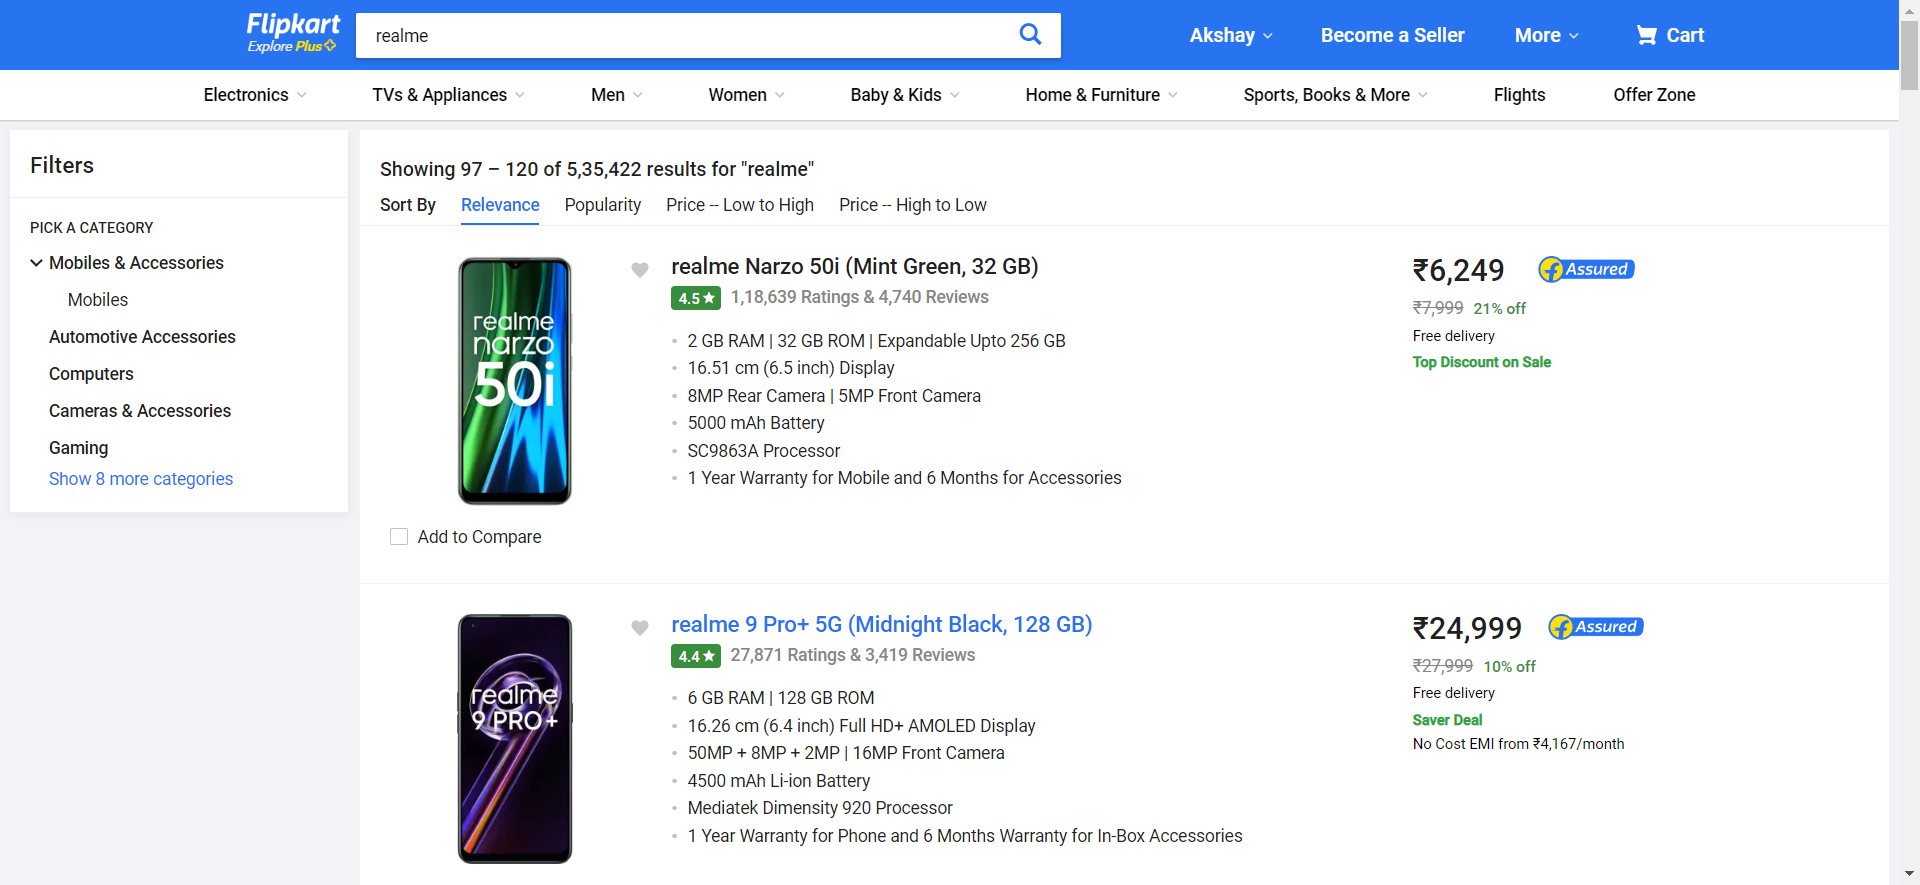 Flipkart
Explore Plus
realme
Akshay
Become a Seller
More
Cart
Electronics
TVs & Appliances
Men
Women
Baby & Kids
Home & Furniture
Sports, Books & More
Flights
Offer Zone
Filters
PICK A CATEGORY
Mobiles & Accessories
Mobiles
Automotive Accessories
Computers
Cameras & Accessories
Gaming
Show 8 more categories
Showing 97 – 120 of 5,35,422 results for "realme"
Sort By
Relevance
Popularity
Price -- Low to High
Price -- High to Low
realme
narzo
50i
Add to Compare
realme Narzo 50i (Mint Green, 32 GB)
4.5★
1,18,639 Ratings & 4,740 Reviews
2 GB RAM | 32 GB ROM | Expandable Upto 256 GB
16.51 cm (6.5 inch) Display
8MP Rear Camera | 5MP Front Camera
5000 mAh Battery
SC9863A Processor
1 Year Warranty for Mobile and 6 Months for Accessories
₹6,249
Assured
₹7,999 21% off
Free delivery
Top Discount on Sale
realme
9 PRO+
realme 9 Pro+ 5G (Midnight Black, 128 GB)
4.4★
27,871 Ratings & 3,419 Reviews
6 GB RAM | 128 GB ROM
16.26 cm (6.4 inch) Full HD+ AMOLED Display
50MP + 8MP + 2MP | 16MP Front Camera
4500 mAh Li-ion Battery
Mediatek Dimensity 920 Processor
1 Year Warranty for Phone and 6 Months Warranty for In-Box Accessories
₹24,999
Assured
₹27,999 10% off
Free delivery
Saver Deal
No Cost EMI from ₹4,167/month